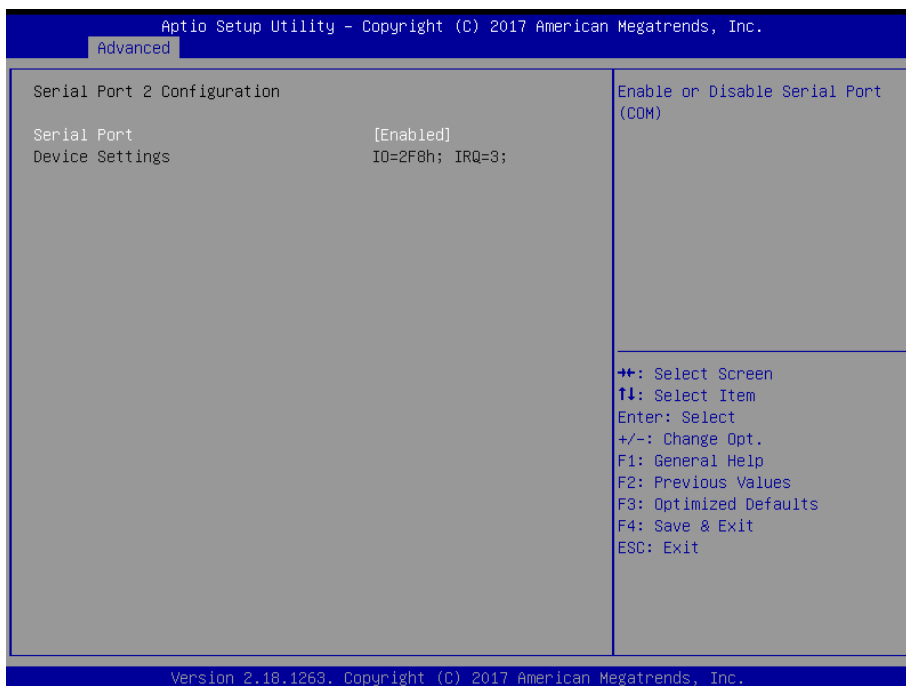 Aptio Setup Utility – Copyright (C) 2017 American Megatrends, Inc.
Advanced
Serial Port 2 Configuration
Serial Port [Enabled]
Device Settings IO=2F8h; IRQ=3;
Enable or Disable Serial Port
(COM)
→←: Select Screen
↑↓: Select Item
Enter: Select
+/-: Change Opt.
F1: General Help
F2: Previous Values
F3: Optimized Defaults
F4: Save & Exit
ESC: Exit
Version 2.18.1263. Copyright (C) 2017 American Megatrends, Inc.